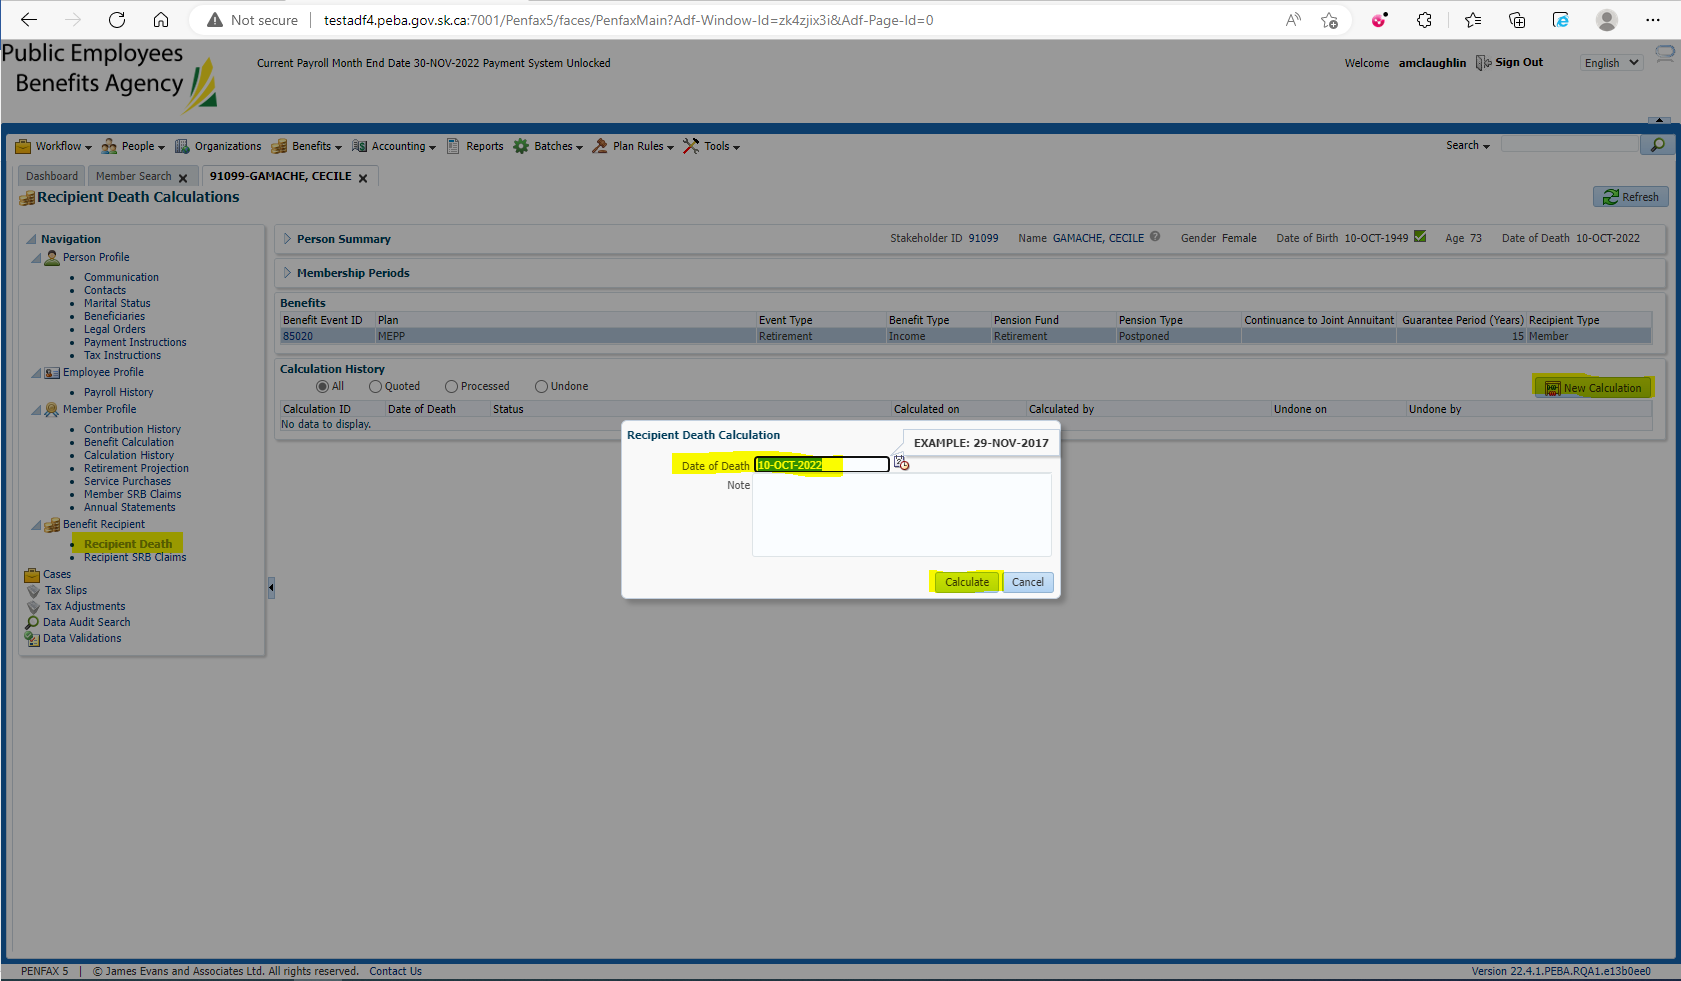 Not secure testadf4.peba.gov.sk.ca:7001/Penfax5/faces/PenfaxMain?Adf-Window-Id=zk4zjix3i&Adf-Page-Id=0
Public Employees
Benefits Agency
Current Payroll Month End Date 30-NOV-2022 Payment System Unlocked
Welcome amclaughlin Sign Out English
Workflow People Organizations Benefits Accounting Reports Batches Plan Rules Tools Search
Dashboard Member Search 91099-GAMACHE, CECILE
Recipient Death Calculations Refresh
Navigation
Person Profile
Communication
Contacts
Marital Status
Beneficiaries
Legal Orders
Payment Instructions
Tax Instructions
Employee Profile
Payroll History
Member Profile
Contribution History
Benefit Calculation
Calculation History
Retirement Projection
Service Purchases
Member SRB Claims
Annual Statements
Benefit Recipient
Recipient Death
Recipient SRB Claims
Cases
Tax Slips
Tax Adjustments
Data Audit Search
Data Validations
Person Summary Stakeholder ID 91099 Name GAMACHE, CECILE Gender Female Date of Birth 10-OCT-1949 Age 73 Date of Death 10-OCT-2022
Membership Periods
Benefits
Benefit Event ID Plan Event Type Benefit Type Pension Fund Pension Type Continuance to Joint Annuitant Guarantee Period (Years) Recipient Type
85020 MEPP Retirement Income Retirement Postponed 15 Member
Calculation History
All Quoted Processed Undone New Calculation
Calculation ID Date of Death Status Calculated on Calculated by Undone on Undone by
No data to display.
Recipient Death Calculation
EXAMPLE: 29-NOV-2017
Date of Death 10-OCT-2022
Note
Calculate Cancel
PENFAX 5 | © James Evans and Associates Ltd. All rights reserved. Contact Us Version 22.4.1.PEBA.RQA1.e13b0ee0